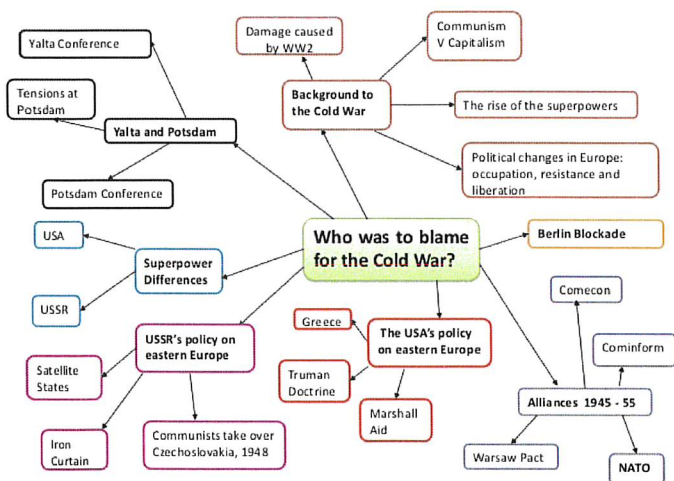 Yalta Conference
Tensions at
Potsdam
Yalta and Potsdam
Potsdam Conference
Damage caused
by WW2
Communism
V Capitalism
Background to
the Cold War
The rise of the superpowers
Political changes in Europe:
occupation, resistance and
liberation
Who was to blame
for the Cold War?
Berlin Blockade
USA
Superpower
Differences
USSR
USSR's policy on
eastern Europe
Satellite
States
Iron
Curtain
Communists take over
Czechoslovakia, 1948
Greece
The USA's policy
on eastern Europe
Truman
Doctrine
Marshall
Aid
Comecon
Cominform
Alliances 1945 - 55
Warsaw Pact
NATO